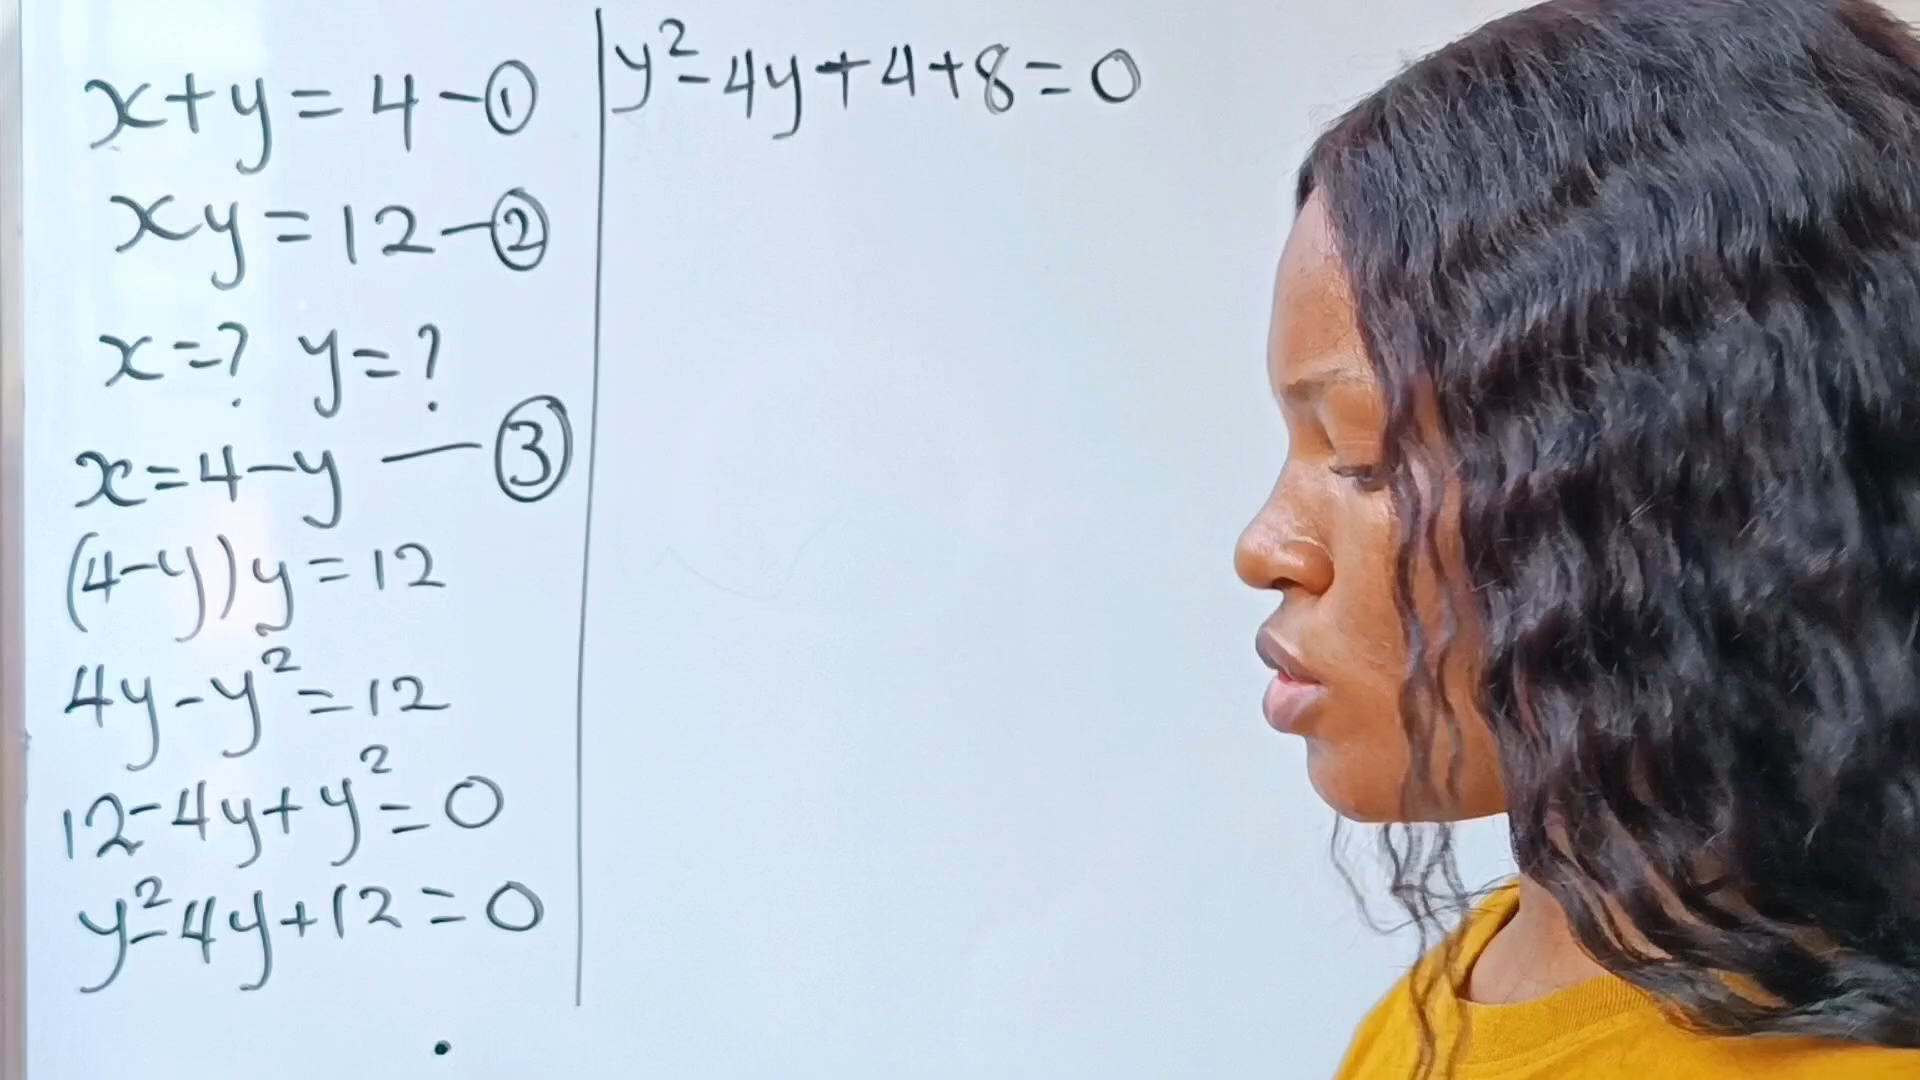 x+y=4-①
xy=12-②
x=? y=?
x=4-y —③
(4-y)y=12
4y-y²=12
12-4y+y²=0
y²-4y+12=0
y²-4y+4+8=0